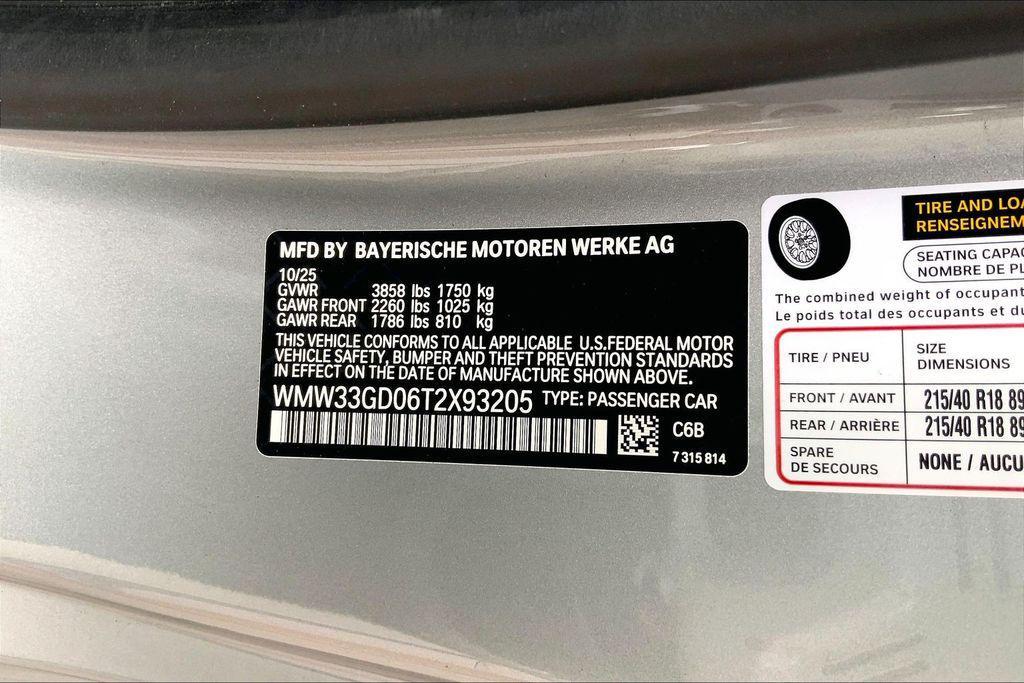 MFD BY BAYERISCHE MOTOREN WERKE AG
10/25
GVWR 3858 lbs 1750 kg
GAWR FRONT 2260 lbs 1025 kg
GAWR REAR 1786 lbs 810 kg
THIS VEHICLE CONFORMS TO ALL APPLICABLE U.S.FEDERAL MOTOR
VEHICLE SAFETY, BUMPER AND THEFT PREVENTION STANDARDS
IN EFFECT ON THE DATE OF MANUFACTURE SHOWN ABOVE.
WMW33GD06T2X93205 TYPE: PASSENGER CAR
C6B
7 315 814
TIRE AND LOA
RENSEIGNEM
SEATING CAPAC
NOMBRE DE PL
The combined weight of occupant
Le poids total des occupants et du
TIRE / PNEU
SIZE
DIMENSIONS
FRONT / AVANT 215/40 R18 89
REAR / ARRIÈRE 215/40 R18 89
SPARE
DE SECOURS
NONE / AUCU